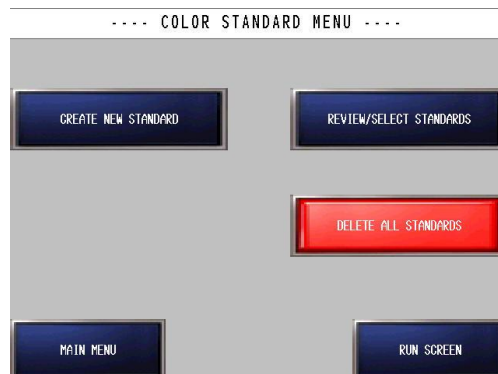 ---- COLOR STANDARD MENU ----
CREATE NEW STANDARD
REVIEW/SELECT STANDARDS
DELETE ALL STANDARDS
MAIN MENU
RUN SCREEN